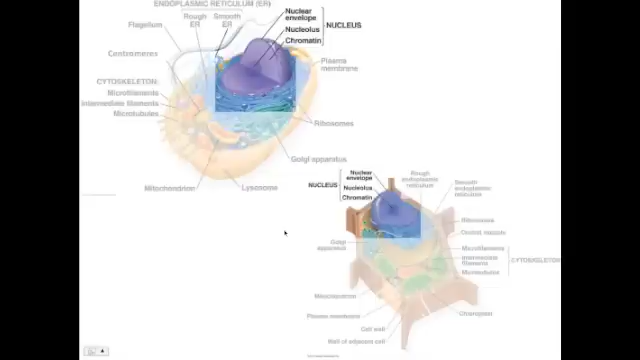 ENDOPLASMIC RETICULUM (ER)
Rough
ER
Smooth
ER
Nuclear
envelope
Nucleolus
Chromatin
NUCLEUS
Flagellum
Centrosomes
CYTOSKELETON:
Microfilaments
Intermediate filaments
Microtubules
Plasma
membrane
Ribosomes
Golgi apparatus
Mitochondrion
Lysosome
Nuclear
envelope
Nucleolus
Chromatin
NUCLEUS
Rough
endoplasmic
reticulum
Smooth
endoplasmic
reticulum
Ribosomes
Central vacuole
Golgi
apparatus
Microfilaments
Intermediate
filaments
Microtubules
CYTOSKELETON
Mitochondrion
Plasma membrane
Chloroplast
Cell wall
Wall of adjacent cell